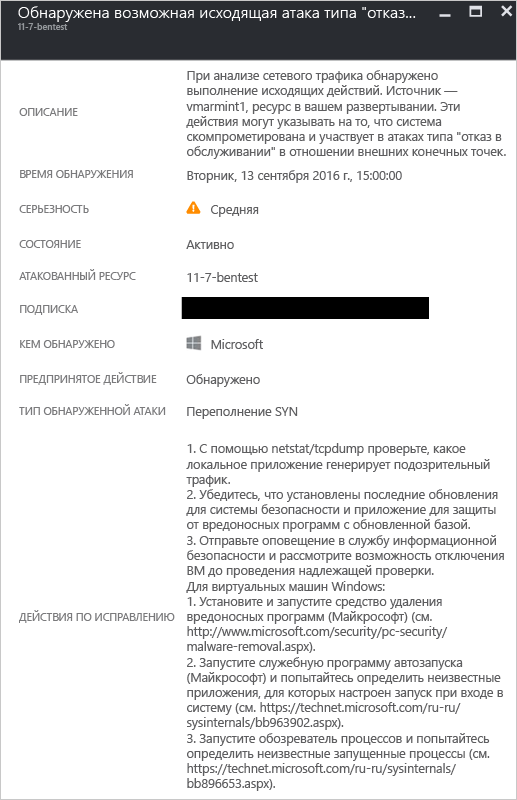 Обнаружена возможная исходящая атака типа "отказ...
11-7-bentest
ОПИСАНИЕ
При анализе сетевого трафика обнаружено
выполнение исходящих действий. Источник —
vmarmint1, ресурс в вашем развертывании. Эти
действия могут указывать на то, что система
скомпрометирована и участвует в атаках типа "отказ в
обслуживании" в отношении внешних конечных точек.
ВРЕМЯ ОБНАРУЖЕНИЯ
Вторник, 13 сентября 2016 г., 15:00:00
СЕРЬЕЗНОСТЬ
Средняя
СОСТОЯНИЕ
Активно
АТАКОВАННЫЙ РЕСУРС
11-7-bentest
ПОДПИСКА
КЕМ ОБНАРУЖЕНО
Microsoft
ПРЕДПРИНЯТОЕ ДЕЙСТВИЕ
Обнаружено
ТИП ОБНАРУЖЕННОЙ АТАКИ
Переполнение SYN
ДЕЙСТВИЯ ПО ИСПРАВЛЕНИЮ
1. С помощью netstat/tcpdump проверьте, какое
локальное приложение генерирует подозрительный
трафик.
2. Убедитесь, что установлены последние обновления
для системы безопасности и приложение для защиты
от вредоносных программ с обновленной базой.
3. Отправьте оповещение в службу информационной
безопасности и рассмотрите возможность отключения
ВМ до проведения надлежащей проверки.
Для виртуальных машин Windows:
1. Установите и запустите средство удаления
вредоносных программ (Майкрософт) (см.
http://www.microsoft.com/security/pc-security/
malware-removal.aspx).
2. Запустите служебную программу автозапуска
(Майкрософт) и попытайтесь определить неизвестные
приложения, для которых настроен запуск при входе в
систему (см. https://technet.microsoft.com/ru-ru/
sysinternals/bb963902.aspx).
3. Запустите обозреватель процессов и попытайтесь
определить неизвестные запущенные процессы (см.
https://technet.microsoft.com/ru-ru/sysinternals/
bb896653.aspx).